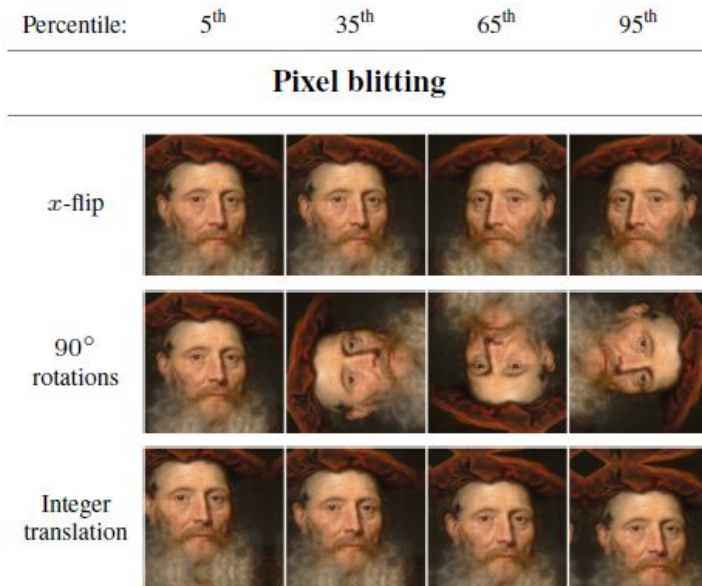 Percentile: 5th 35th 65th 95th
Pixel blitting
x-flip
90°
rotations
Integer
translation